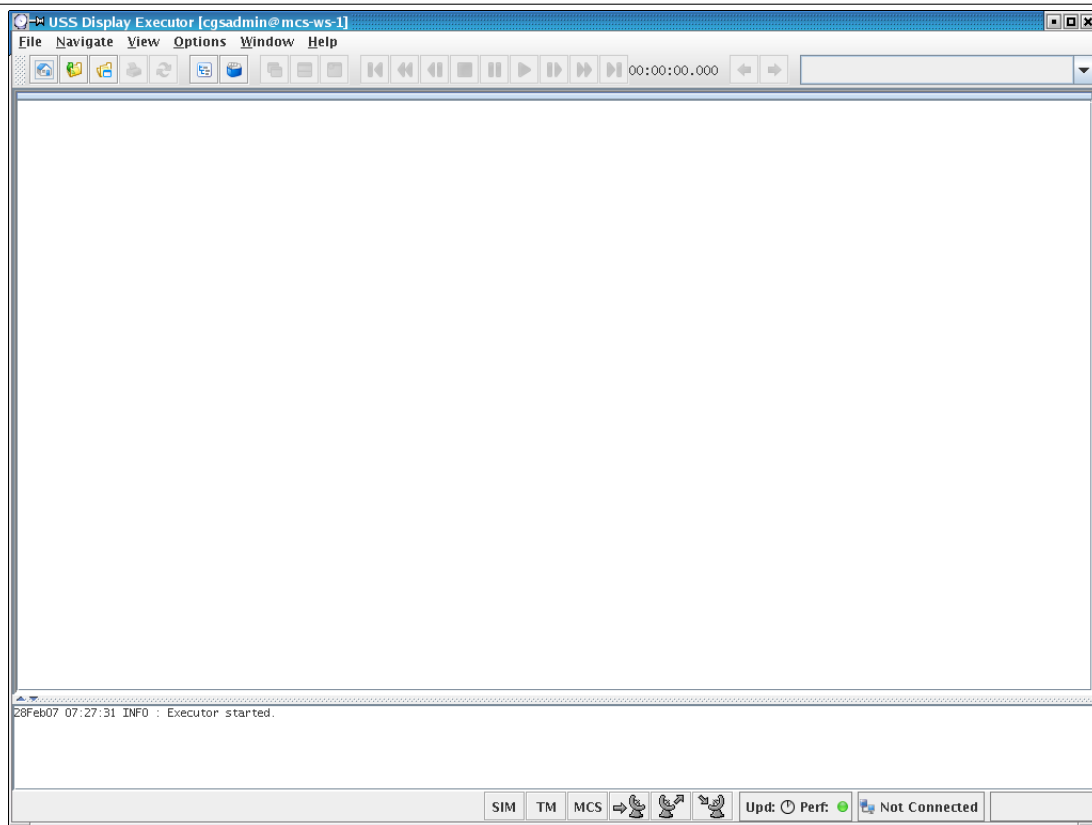 USS Display Executor [cgsadmin@mcs-ws-1]
File Navigate View Options Window Help
00:00:00.000
28Feb07 07:27:31 INFO : Executor started.
SIM TM MCS Upd: Perf: Not Connected